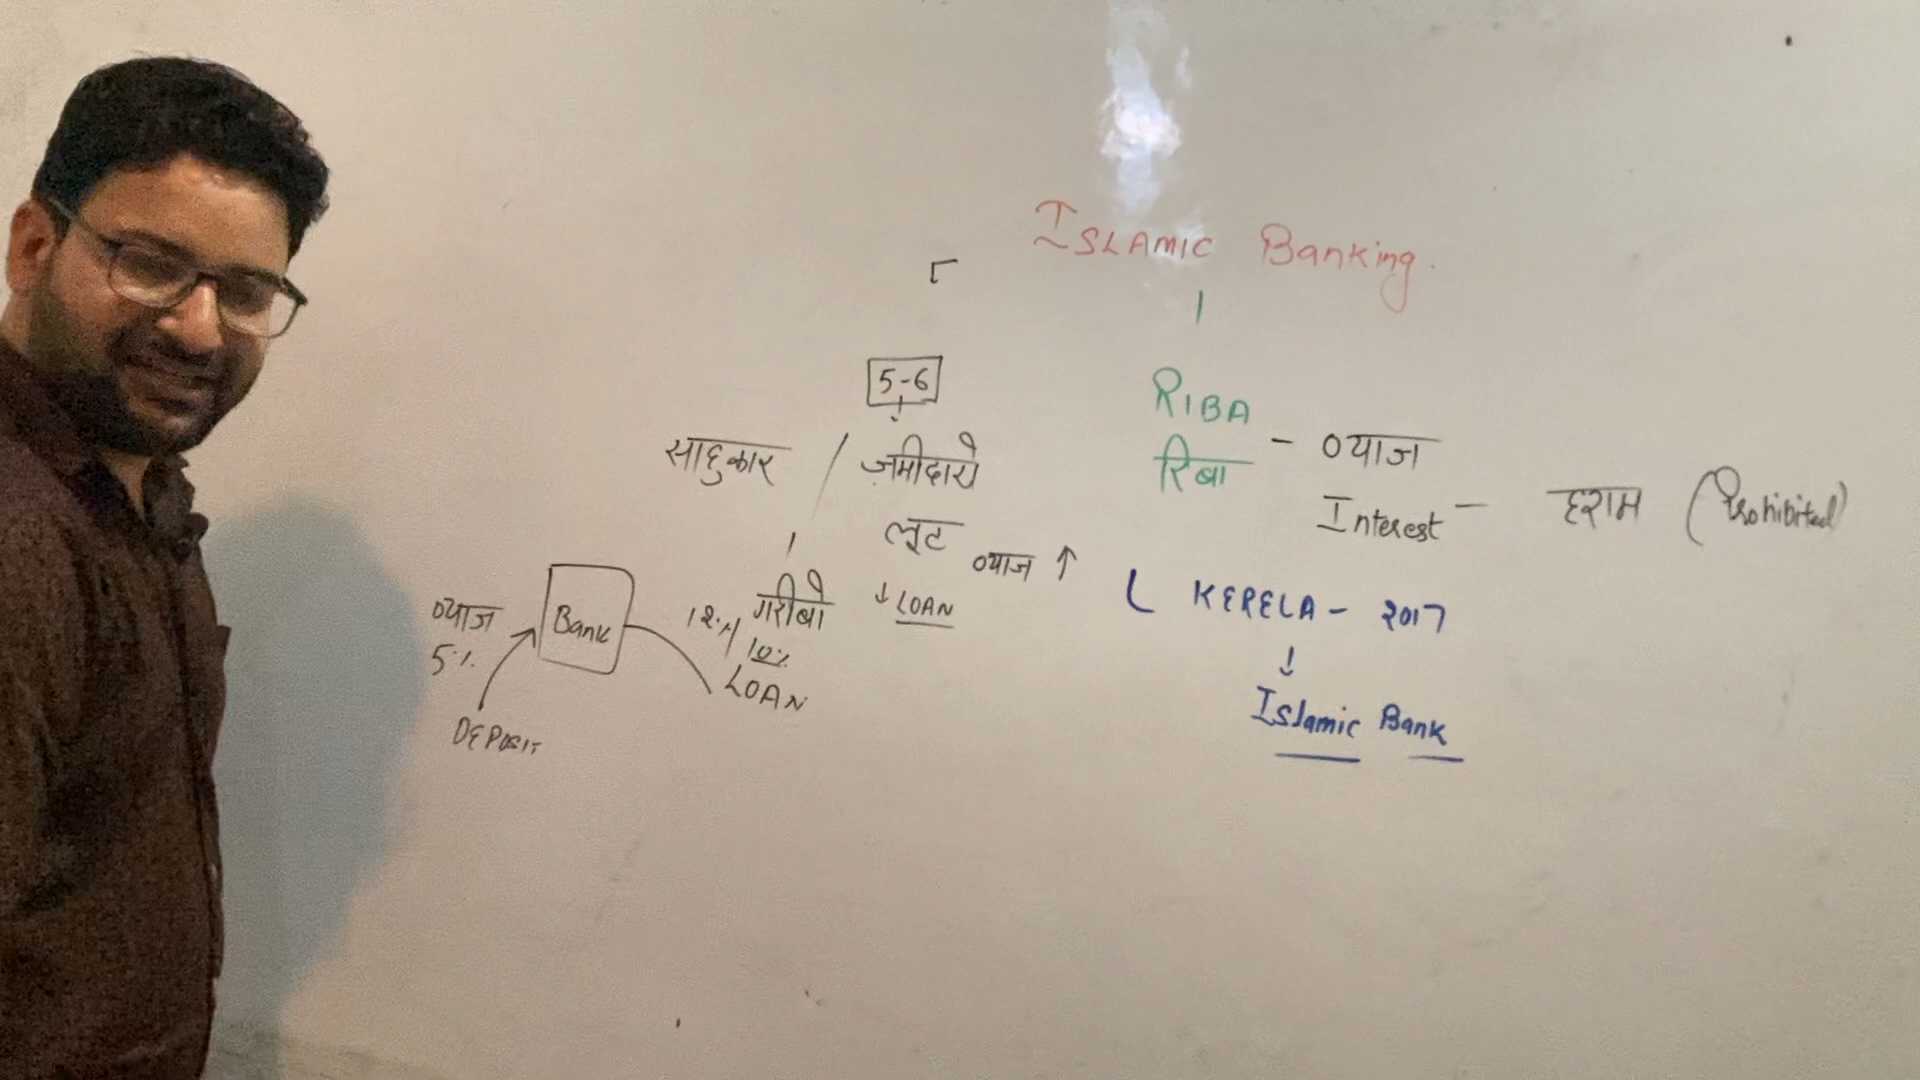 ISLAMIC Banking.
5-6
RIBA
रिबा - ब्याज
Interest - हराम (Prohibited)
साहुकार / ज़मीदारो
लूट
ब्याज ↑
↓ LOAN
गरीबो
ब्याज
5%
Bank
12%/
10%
LOAN
DEPOSIT
KERELA - 2017
↓
Islamic Bank